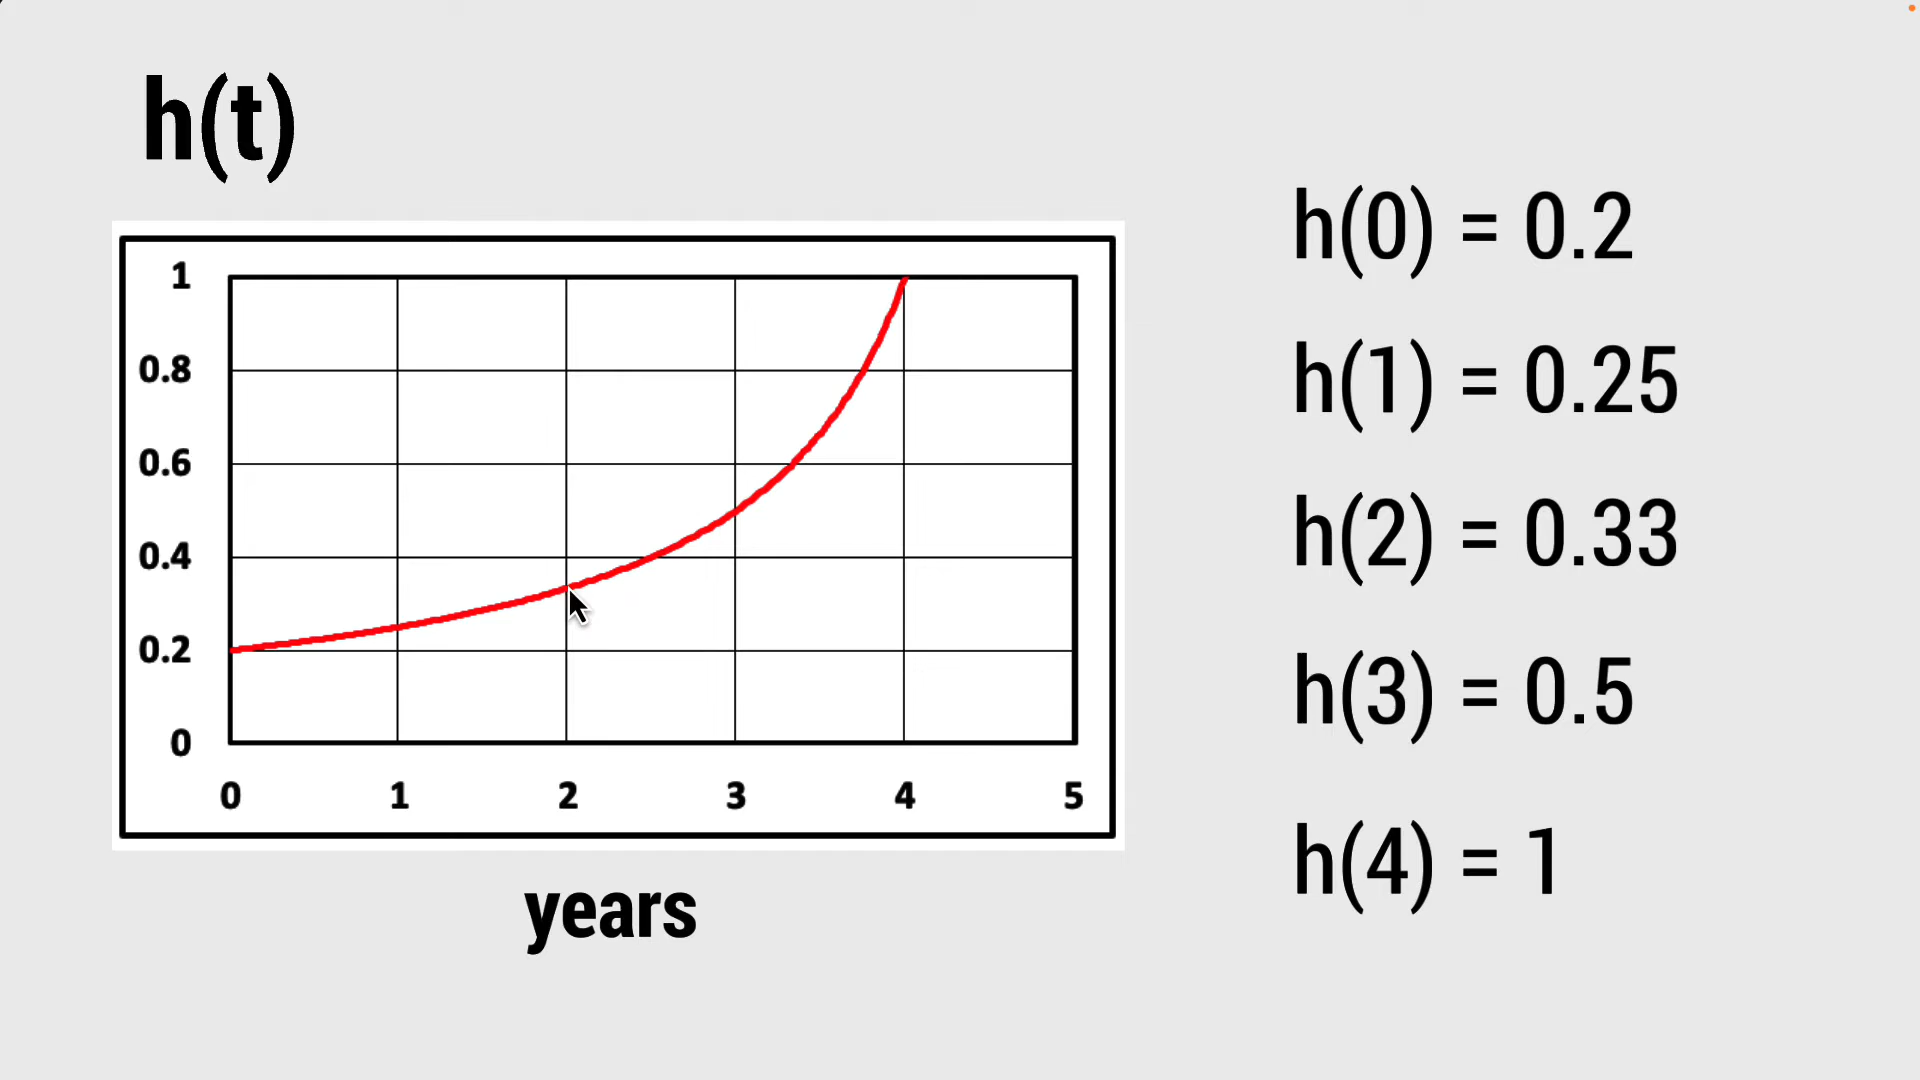 h(t)
1
0.8
0.6
0.4
0.2
0
0 1 2 3 4 5
years
h(0) = 0.2
h(1) = 0.25
h(2) = 0.33
h(3) = 0.5
h(4) = 1